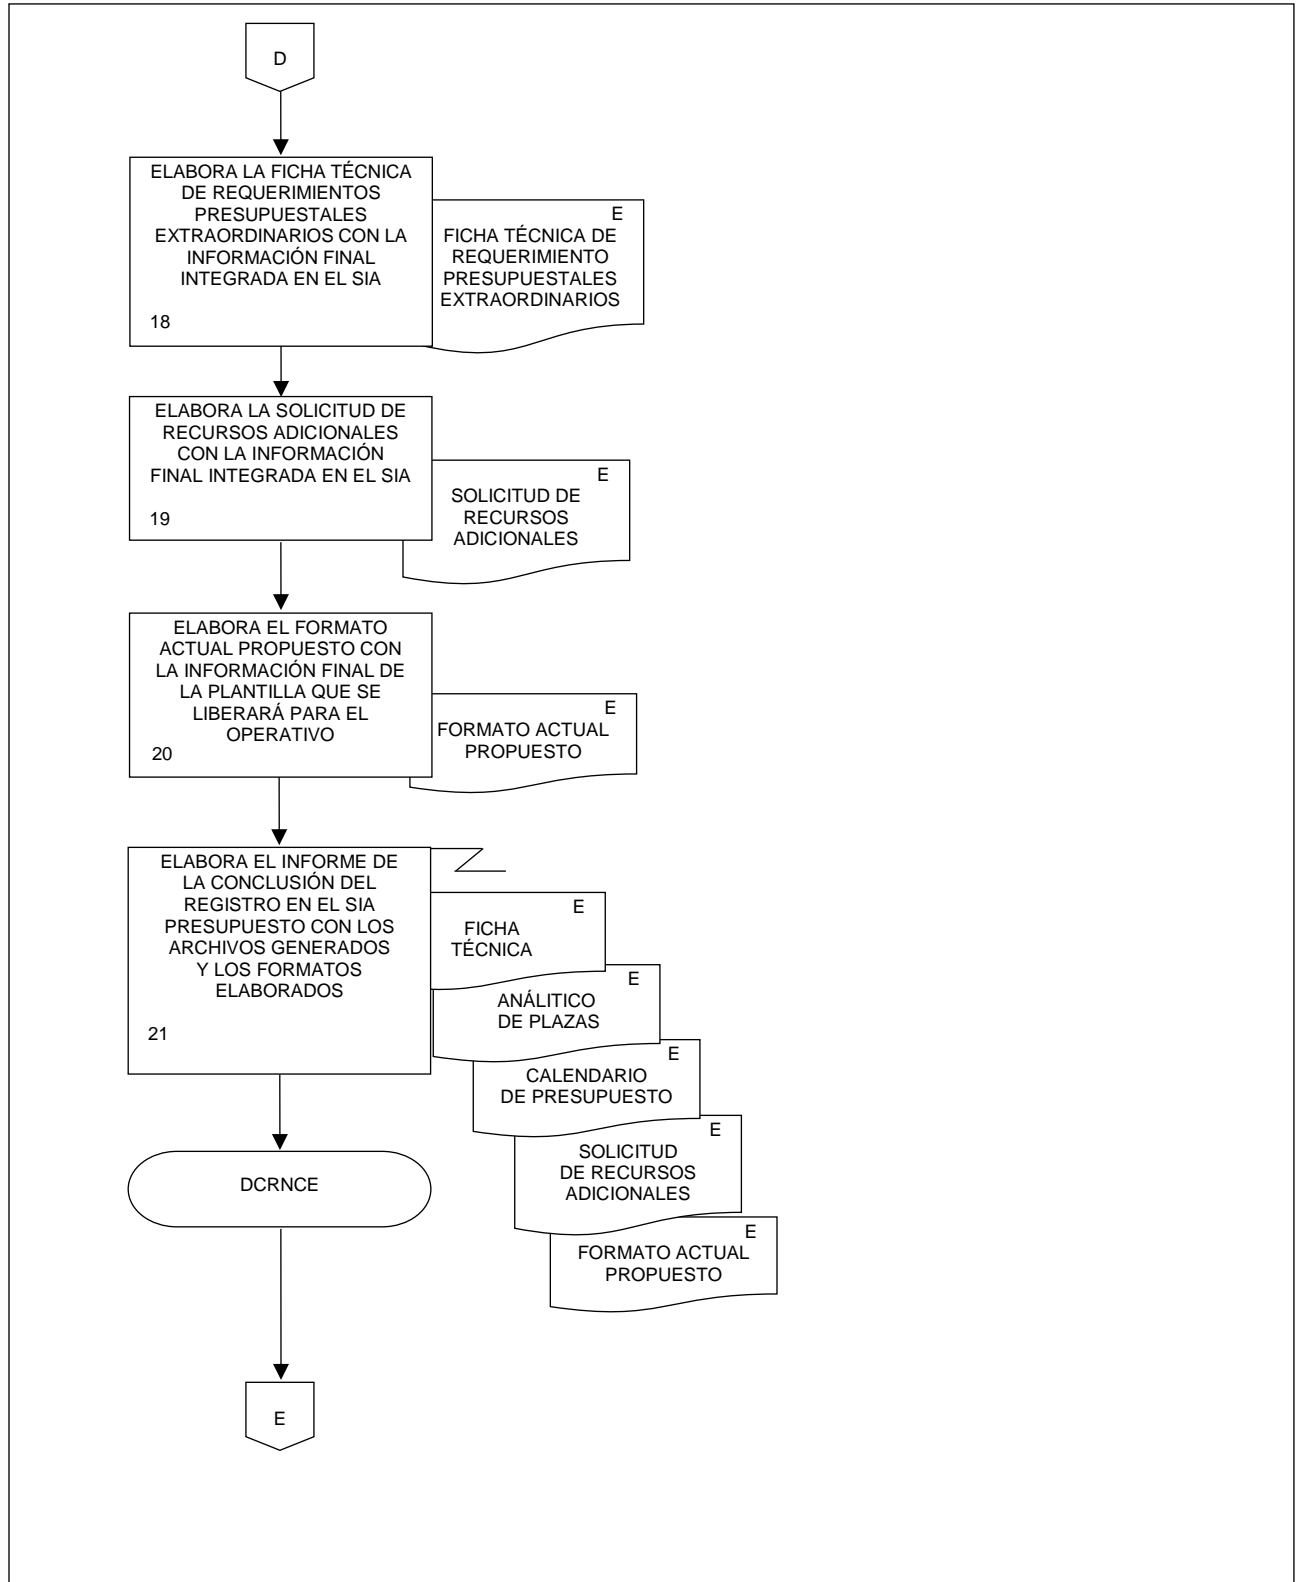 D
ELABORA LA FICHA TÉCNICA
DE REQUERIMIENTOS
PRESUPUESTALES
EXTRAORDINARIOS CON LA
INFORMACIÓN FINAL
INTEGRADA EN EL SIA
18
E
FICHA TÉCNICA DE
REQUERIMIENTO
PRESUPUESTALES
EXTRAORDINARIOS
ELABORA LA SOLICITUD DE
RECURSOS ADICIONALES
CON LA INFORMACIÓN
FINAL INTEGRADA EN EL SIA
19
E
SOLICITUD DE
RECURSOS
ADICIONALES
ELABORA EL FORMATO
ACTUAL PROPUESTO CON
LA INFORMACIÓN FINAL DE
LA PLANTILLA QUE SE
LIBERARÁ PARA EL
OPERATIVO
20
E
FORMATO ACTUAL
PROPUESTO
ELABORA EL INFORME DE
LA CONCLUSIÓN DEL
REGISTRO EN EL SIA
PRESUPUESTO CON LOS
ARCHIVOS GENERADOS
Y LOS FORMATOS
ELABORADOS
21
E
FICHA
TÉCNICA
E
ANÁLITICO
DE PLAZAS
E
CALENDARIO
DE PRESUPUESTO
E
SOLICITUD
DE RECURSOS
ADICIONALES
E
FORMATO ACTUAL
PROPUESTO
DCRNCE
E